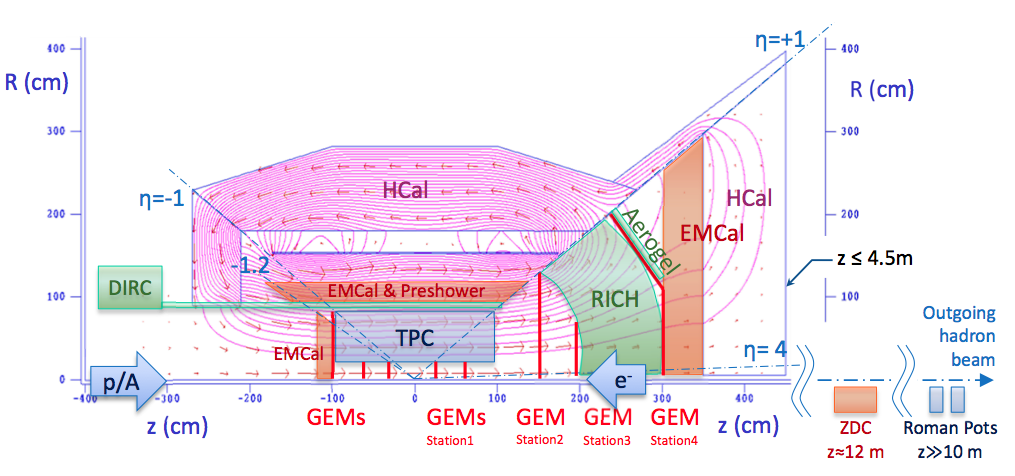 400
R (cm)
300
200
100
0
η=-1
-1.2
HCal
DIRC
EMCal & Preshower
TPC
EMCal
p/A
e⁻
RICH
Aerogel
EMCal
HCal
η=+1
η= 4
400
R (cm)
300
200
100
z ≤ 4.5m
Outgoing
hadron
beam
-400 -300 -200 -100 0 100 200 300 400
z (cm)
GEMs
GEMs
Station1
GEM
Station2
GEM
Station3
GEM
Station4
z (cm)
ZDC
z≈12 m
Roman Pots
z≫10 m